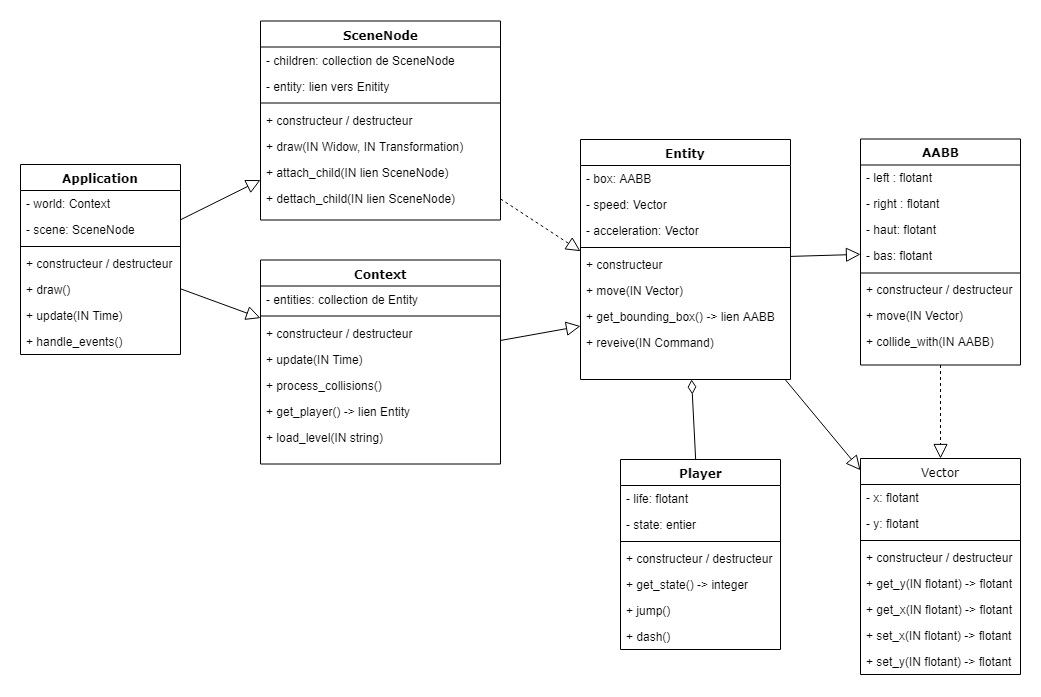 SceneNode
- children: collection de SceneNode
- entity: lien vers Enitity
+ constructeur / destructeur
+ draw(IN Widow, IN Transformation)
+ attach_child(IN lien SceneNode)
+ dettach_child(IN lien SceneNode)
Application
- world: Context
- scene: SceneNode
+ constructeur / destructeur
+ draw()
+ update(IN Time)
+ handle_events()
Context
- entities: collection de Entity
+ constructeur / destructeur
+ update(IN Time)
+ process_collisions()
+ get_player() -> lien Entity
+ load_level(IN string)
Entity
- box: AABB
- speed: Vector
- acceleration: Vector
+ constructeur
+ move(IN Vector)
+ get_bounding_box() -> lien AABB
+ reveive(IN Command)
AABB
- left : flotant
- right : flotant
- haut: flotant
- bas: flotant
+ constructeur / destructeur
+ move(IN Vector)
+ collide_with(IN AABB)
Player
- life: flotant
- state: entier
+ constructeur / destructeur
+ get_state() -> integer
+ jump()
+ dash()
Vector
- x: flotant
- y: flotant
+ constructeur / destructeur
+ get_y(IN flotant) -> flotant
+ get_x(IN flotant) -> flotant
+ set_x(IN flotant) -> flotant
+ set_y(IN flotant) -> flotant